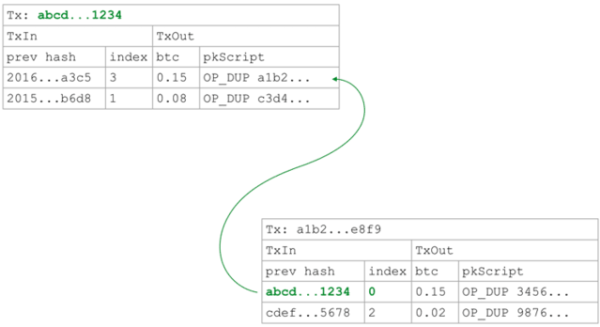 Tx: abcd...1234
TxIn TxOut
prev hash index btc pkScript
2016...a3c5 3 0.15 OP_DUP a1b2...
2015...b6d8 1 0.08 OP_DUP c3d4...
Tx: a1b2...e8f9
TxIn TxOut
prev hash index btc pkScript
abcd...1234 0 0.15 OP_DUP 3456...
cdef...5678 2 0.02 OP_DUP 9876...